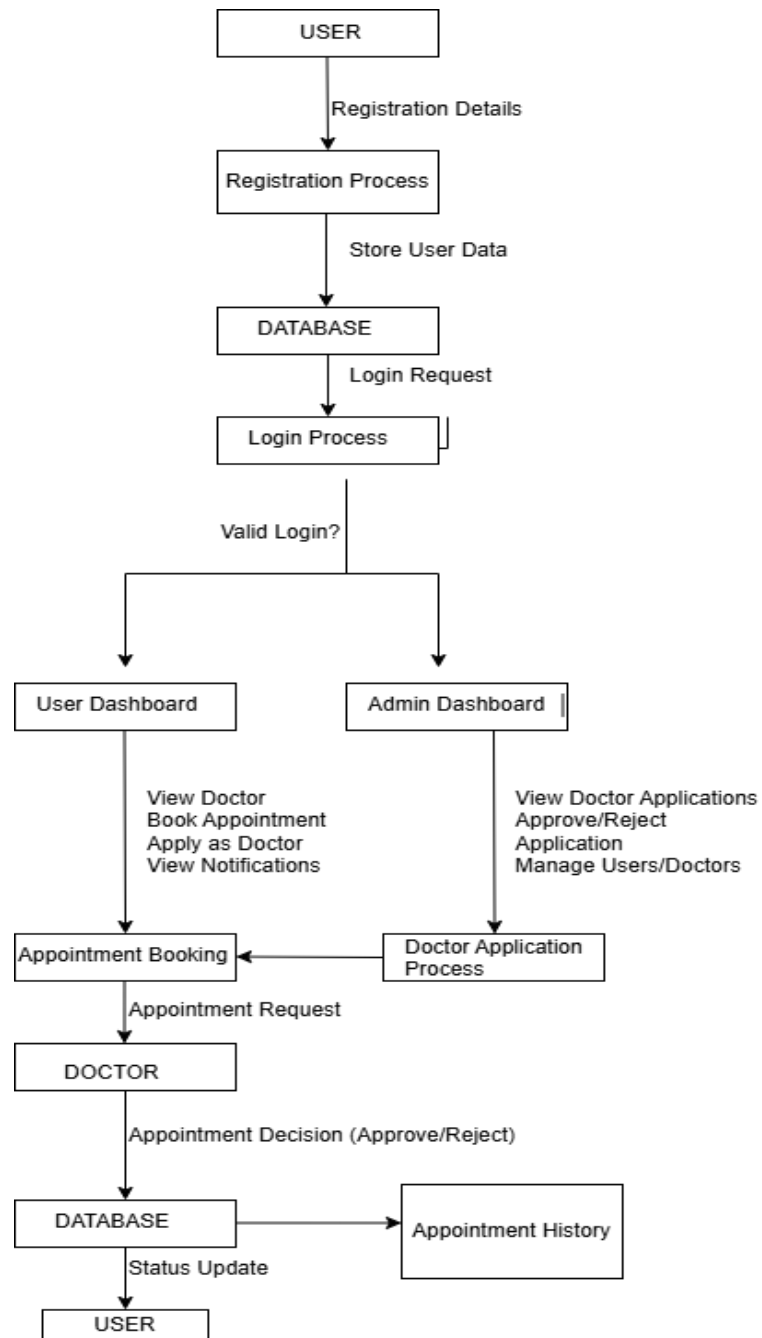 USER
Registration Details
Registration Process
Store User Data
DATABASE
Login Request
Login Process
Valid Login?
User Dashboard
Admin Dashboard
View Doctor
Book Appointment
Apply as Doctor
View Notifications
View Doctor Applications
Approve/Reject
Application
Manage Users/Doctors
Appointment Booking
Doctor Application
Process
Appointment Request
DOCTOR
Appointment Decision (Approve/Reject)
DATABASE
Appointment History
Status Update
USER